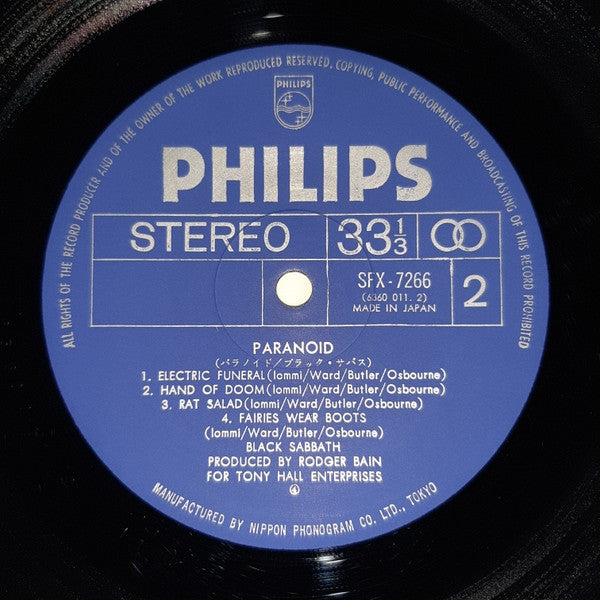 ALL RIGHTS OF THE RECORD PRODUCER AND OF THE OWNER OF THE WORK REPRODUCED RESERVED, COPYING, PUBLIC PERFORMANCE AND BROADCASTING OF THIS RECORD PROHIBITED
PHILIPS
PHILIPS
STEREO 33 1/3
SFX-7266
(6360 011. 2)
MADE IN JAPAN
2
PARANOID
(パラノイド/ブラック・サバス)
1. ELECTRIC FUNERAL(Iommi/Ward/Butler/Osbourne)
2. HAND OF DOOM(Iommi/Ward/Butler/Osbourne)
3. RAT SALAD(Iommi/Ward/Butler/Osbourne)
4. FAIRIES WEAR BOOTS
(Iommi/Ward/Butler/Osbourne)
BLACK SABBATH
PRODUCED BY RODGER BAIN
FOR TONY HALL ENTERPRISES
④
MANUFACTURED BY NIPPON PHONOGRAM CO. LTD., TOKYO